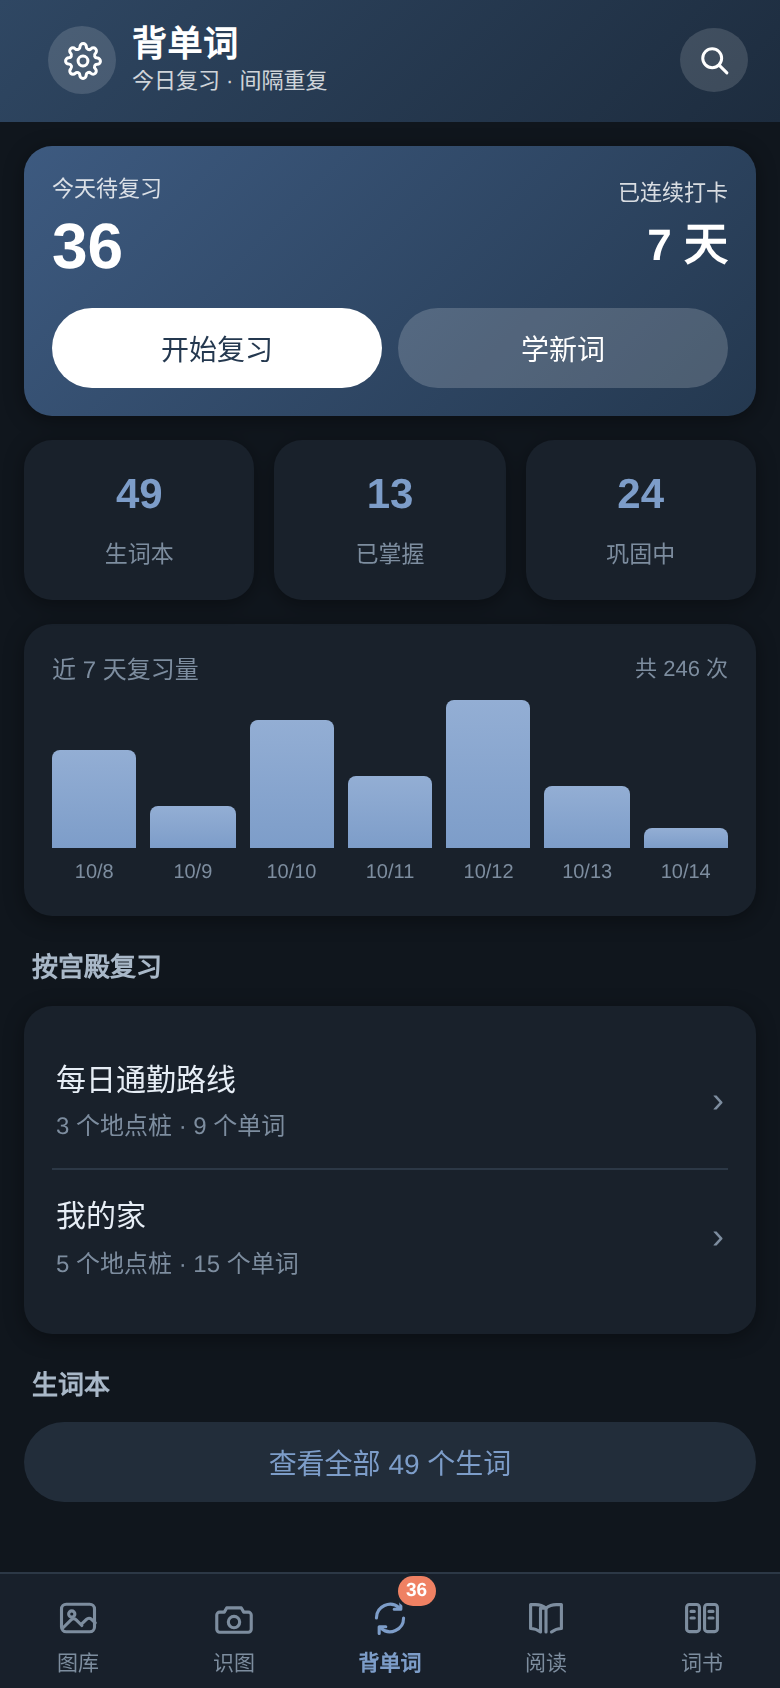 背单词
今日复习 · 间隔重复
今天待复习
已连续打卡
36
7 天
开始复习
学新词
49
13
24
生词本
已掌握
巩固中
近 7 天复习量
共 246 次
10/8
10/9
10/10
10/11
10/12
10/13
10/14
按宫殿复习
每日通勤路线
3 个地点桩 · 9 个单词
›
我的家
5 个地点桩 · 15 个单词
›
生词本
查看全部 49 个生词
36
图库
识图
背单词
阅读
词书